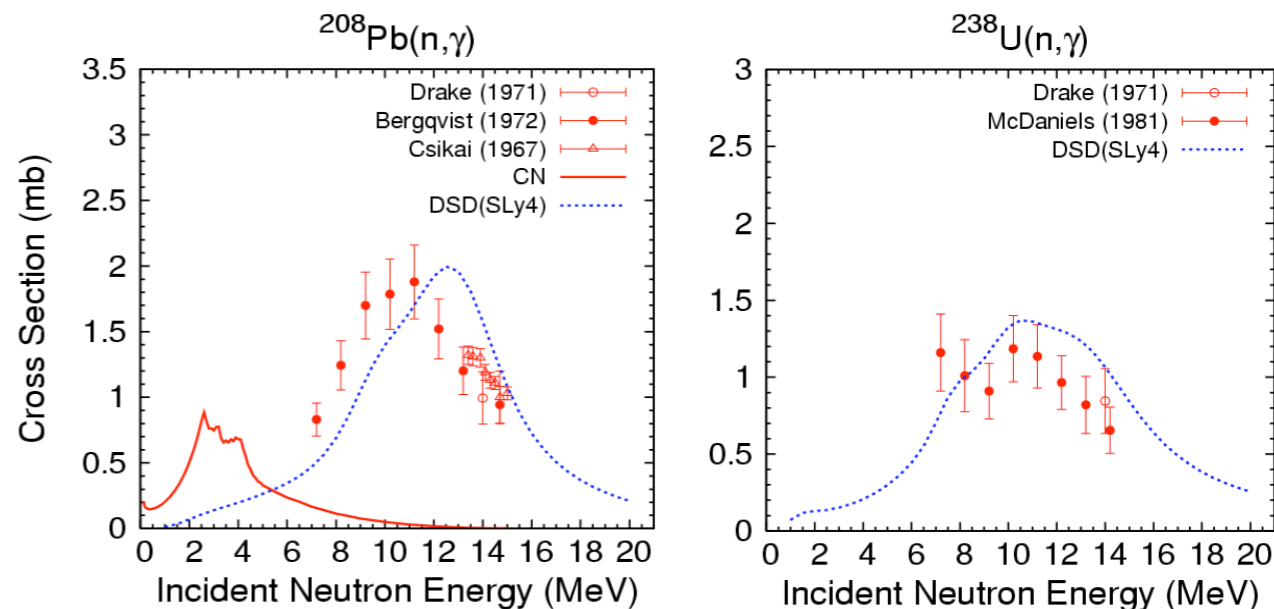 ²⁰⁸Pb(n,γ)
Cross Section (mb)
3.5
3
2.5
2
1.5
1
0.5
0
Drake (1971)
Bergqvist (1972)
Csikai (1967)
CN
DSD(SLy4)
0 2 4 6 8 10 12 14 16 18 20
Incident Neutron Energy (MeV)
²³⁸U(n,γ)
3
2.5
2
1.5
1
0.5
0
Drake (1971)
McDaniels (1981)
DSD(SLy4)
0 2 4 6 8 10 12 14 16 18 20
Incident Neutron Energy (MeV)